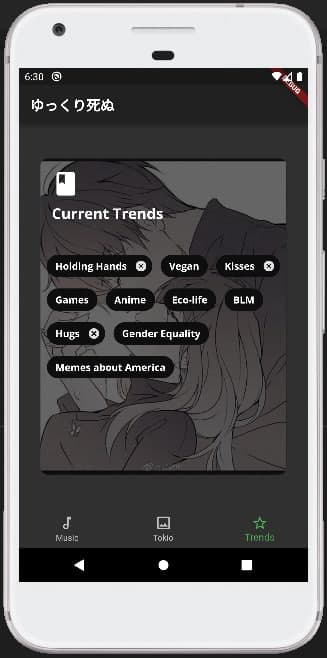 6:30
DEBUG
ゆっくり死ぬ
Current Trends
Holding Hands Vegan Kisses
Games Anime Eco-life BLM
Hugs Gender Equality
Memes about America
Music Tokio Trends